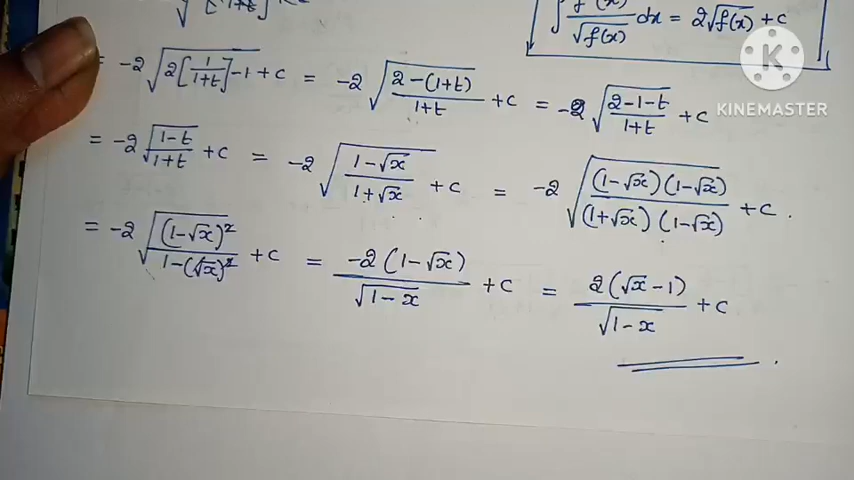 ∫ f'(x)/√f(x) dx = 2√f(x) + c
K
KINEMASTER
= -2√(2[1/(1+t)] - 1) + c = -2√((2-(1+t))/(1+t)) + c = -2√((2-1-t)/(1+t)) + c
= -2√((1-t)/(1+t)) + c = -2√((1-√x)/(1+√x)) + c = -2√((1-√x)(1-√x)/((1+√x)(1-√x))) + c.
= -2√((1-√x)²/(1-(√x)²)) + c = -2(1-√x)/√(1-x) + c = 2(√x-1)/√(1-x) + c